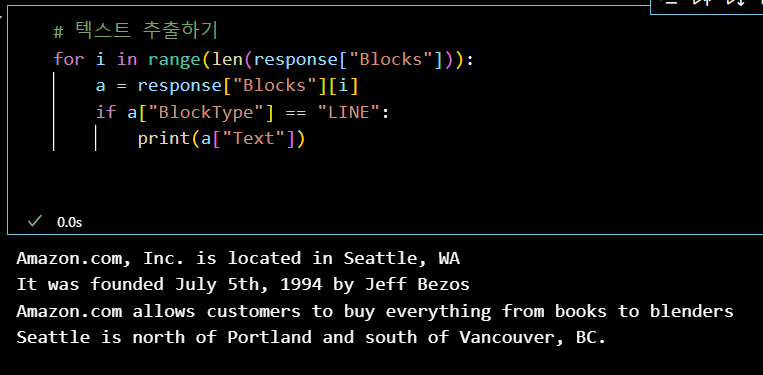 # 텍스트 추출하기
for i in range(len(response["Blocks"])):
    a = response["Blocks"][i]
    if a["BlockType"] == "LINE":
        print(a["Text"])
0.0s
Amazon.com, Inc. is located in Seattle, WA
It was founded July 5th, 1994 by Jeff Bezos
Amazon.com allows customers to buy everything from books to blenders
Seattle is north of Portland and south of Vancouver, BC.